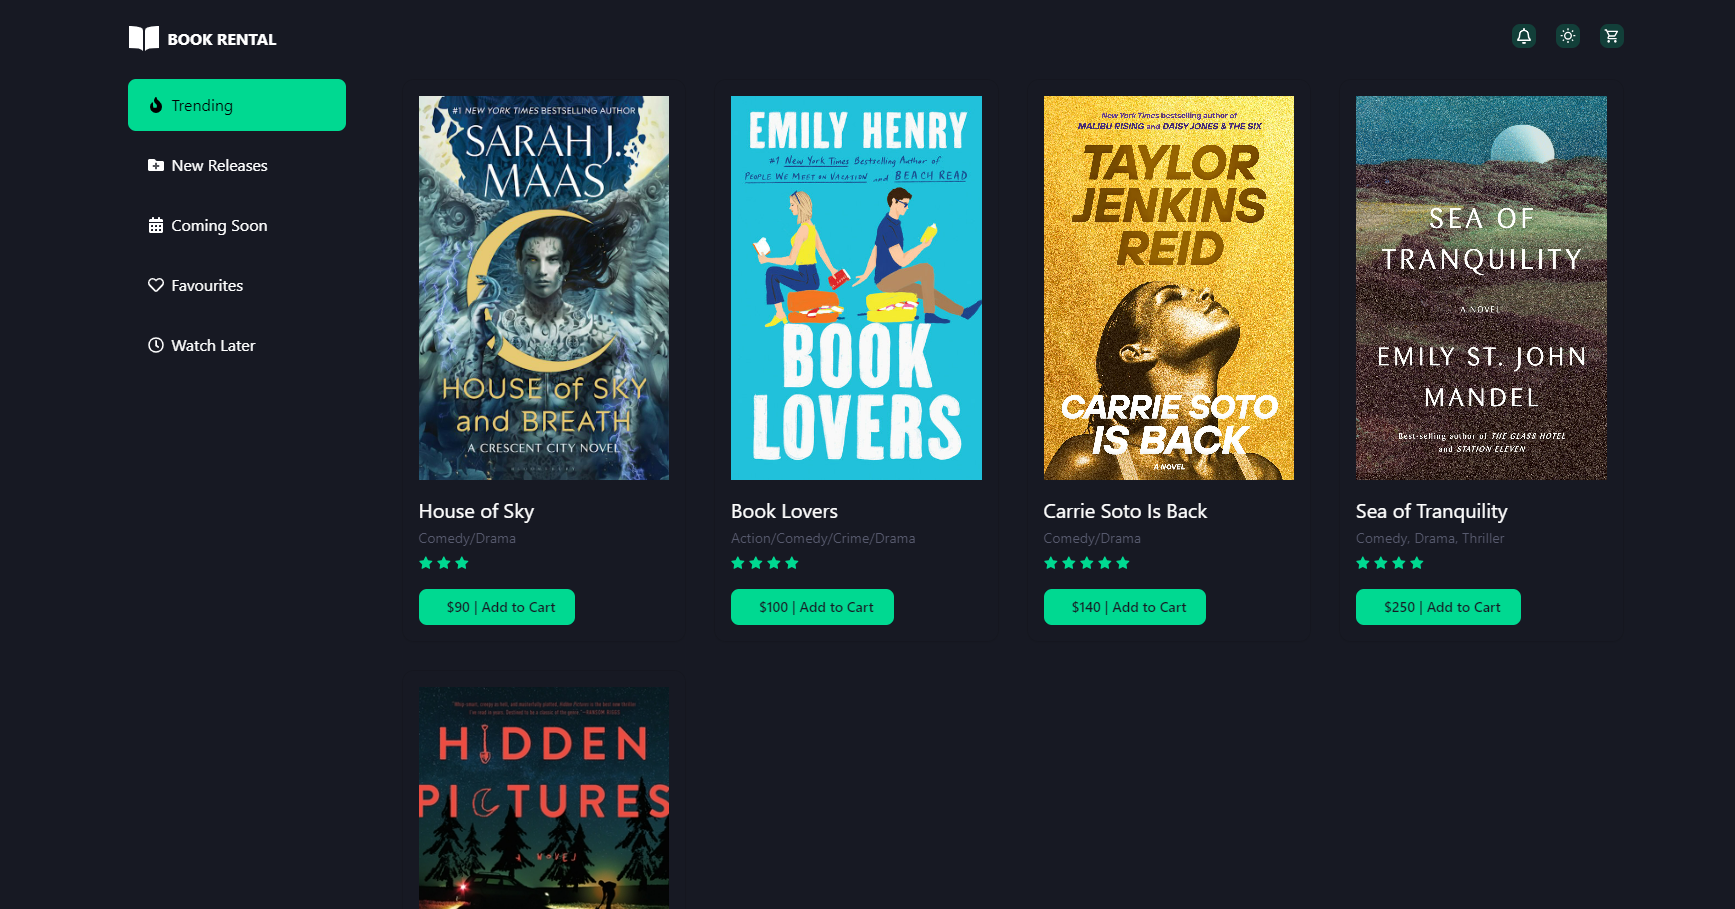 BOOK RENTAL
Trending
New Releases
Coming Soon
Favourites
Watch Later
#1 NEW YORK TIMES BESTSELLING AUTHOR
SARAH J.
MAAS
HOUSE of SKY
and BREATH
A CRESCENT CITY NOVEL
BLOOMSBURY
House of Sky
Comedy/Drama
$90 | Add to Cart
EMILY HENRY
#1 New York Times Bestselling Author of
PEOPLE WE MEET ON VACATION and BEACH READ
BOOK
LOVERS
Book Lovers
Action/Comedy/Crime/Drama
$100 | Add to Cart
New York Times bestselling author of
MALIBU RISING and DAISY JONES & THE SIX
TAYLOR
JENKINS
REID
CARRIE SOTO
IS BACK
A NOVEL
Carrie Soto Is Back
Comedy/Drama
$140 | Add to Cart
SEA OF
TRANQUILITY
A NOVEL
EMILY ST. JOHN
MANDEL
Best-selling author of THE GLASS HOTEL
and STATION ELEVEN
Sea of Tranquility
Comedy, Drama, Thriller
$250 | Add to Cart
HIDDEN
PICTURES
A NOVEL